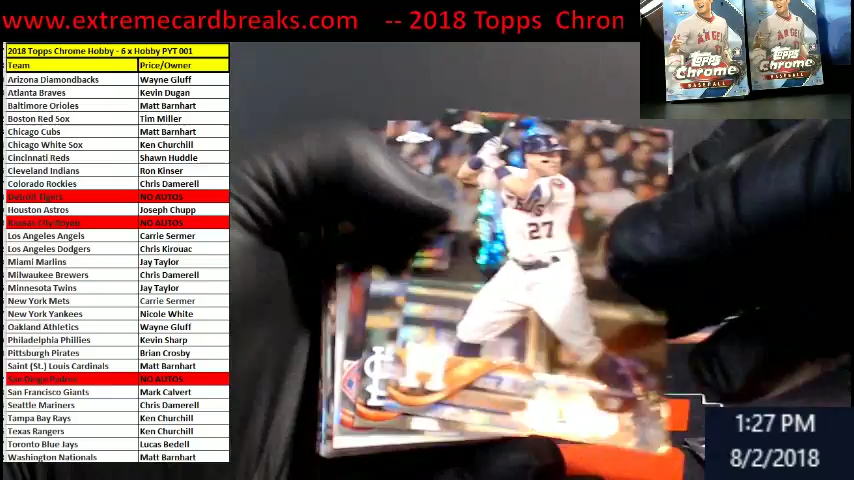 www.extremecardbreaks.com -- 2018 Topps Chron
2018 Topps Chrome Hobby - 6 x Hobby PYT 001
Team Price/Owner
Arizona Diamondbacks Wayne Gluff
Atlanta Braves Kevin Dugan
Baltimore Orioles Matt Barnhart
Boston Red Sox Tim Miller
Chicago Cubs Matt Barnhart
Chicago White Sox Ken Churchill
Cincinnati Reds Shawn Huddle
Cleveland Indians Ron Kinser
Colorado Rockies Chris Damerell
Detroit Tigers NO AUTOS
Houston Astros Joseph Chupp
Kansas City Royals NO AUTOS
Los Angeles Angels Carrie Sermer
Los Angeles Dodgers Chris Kirouac
Miami Marlins Jay Taylor
Milwaukee Brewers Chris Damerell
Minnesota Twins Jay Taylor
New York Mets Carrie Sermer
New York Yankees Nicole White
Oakland Athletics Wayne Gluff
Philadelphia Phillies Kevin Sharp
Pittsburgh Pirates Brian Crosby
Saint (St.) Louis Cardinals Matt Barnhart
San Diego Padres NO AUTOS
San Francisco Giants Mark Calvert
Seattle Mariners Chris Damerell
Tampa Bay Rays Ken Churchill
Texas Rangers Ken Churchill
Toronto Blue Jays Lucas Bedell
Washington Nationals Matt Barnhart
Topps
Chrome
BASEBALL
Topps
Chrome
BASEBALL
27
1:27 PM
8/2/2018